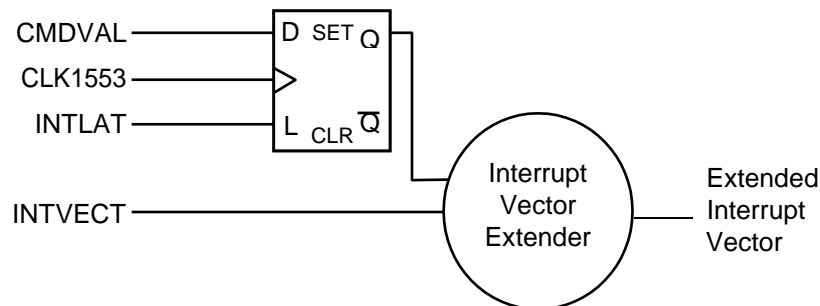 CMDVAL
CLK1553
INTLAT
INTVECT
D SET Q
L CLR Q̅
Interrupt
Vector
Extender
Extended
Interrupt
Vector